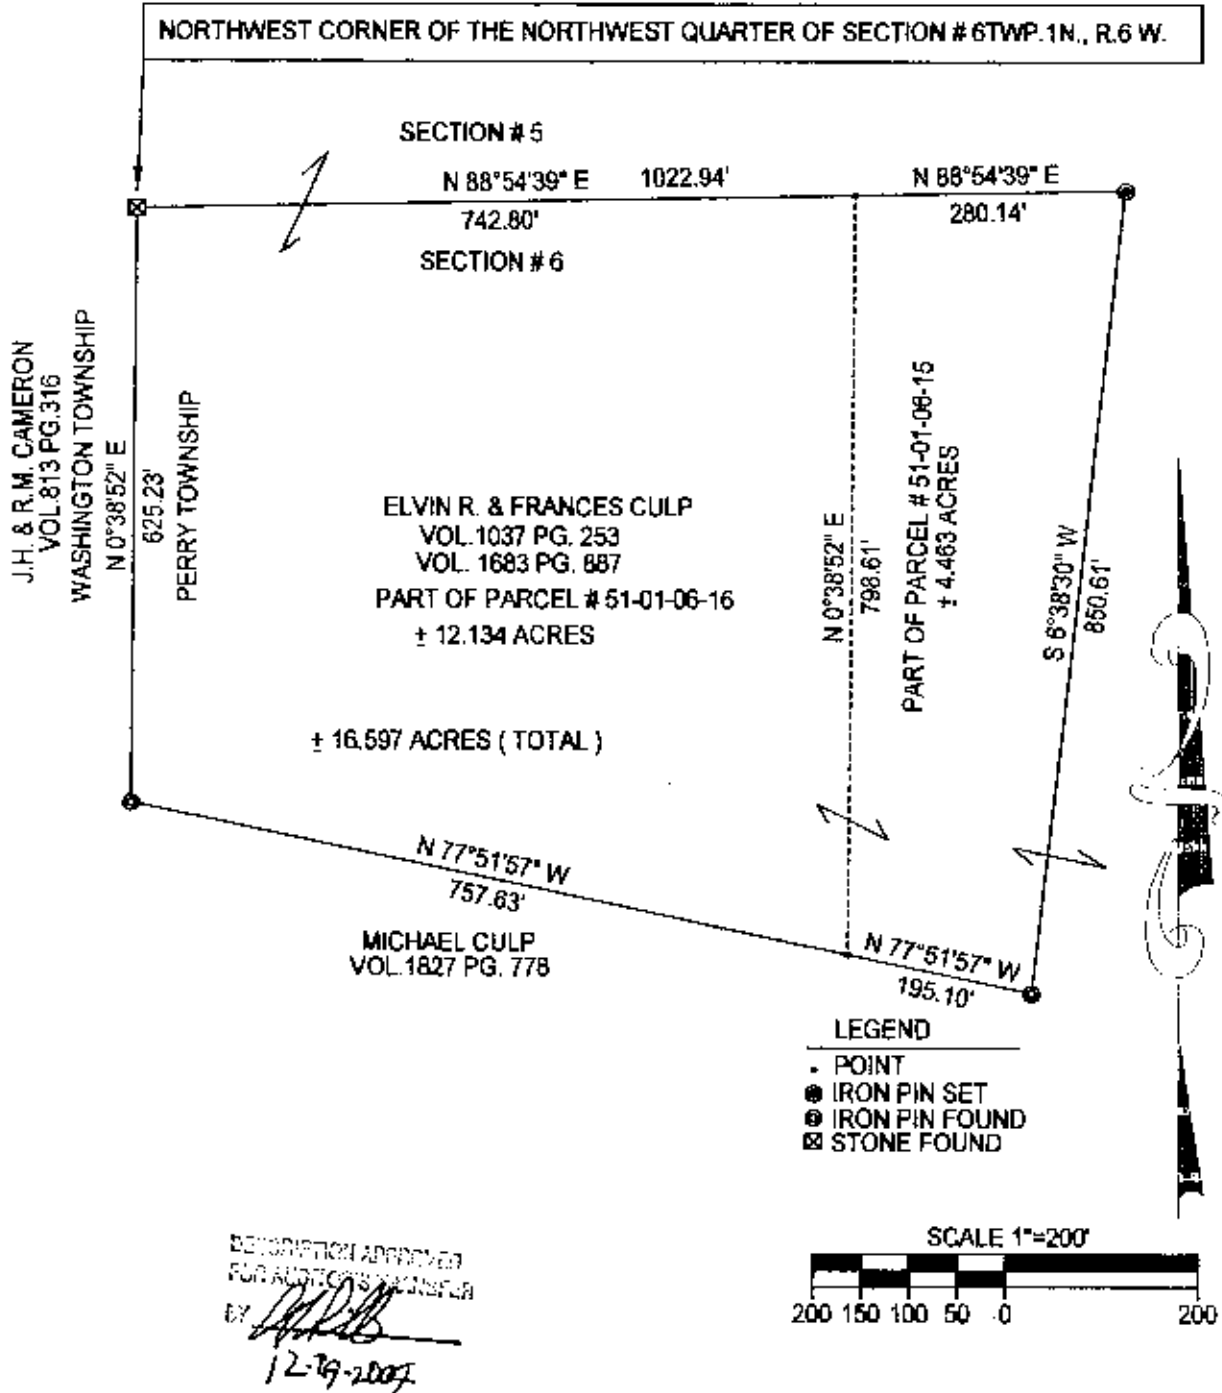 NORTHWEST CORNER OF THE NORTHWEST QUARTER OF SECTION # 6TWP.1N., R.6 W.
SECTION # 5
N 88°54'39" E 1022.94' N 88°54'39" E
742.80' 280.14'
SECTION # 6
J.H. & R.M. CAMERON
VOL.813 PG.316
WASHINGTON TOWNSHIP
N 0°38'52" E
625.23'
PERRY TOWNSHIP
ELVIN R. & FRANCES CULP
VOL.1037 PG. 253
VOL. 1683 PG. 887
PART OF PARCEL # 51-01-06-16
± 12.134 ACRES
± 16.597 ACRES ( TOTAL )
N 0°38'52" E
798.61'
PART OF PARCEL # 51-01-06-15
± 4.463 ACRES
S 6°38'30" W
850.61'
N 77°51'57" W
757.63'
MICHAEL CULP
VOL.1827 PG. 778
N 77°51'57" W
195.10'
LEGEND
POINT
IRON PIN SET
IRON PIN FOUND
STONE FOUND
SCALE 1"=200'
200 150 100 50 0 200
DESCRIPTION APPROVED
FOR AUDITOR'S TRANSFER
BY